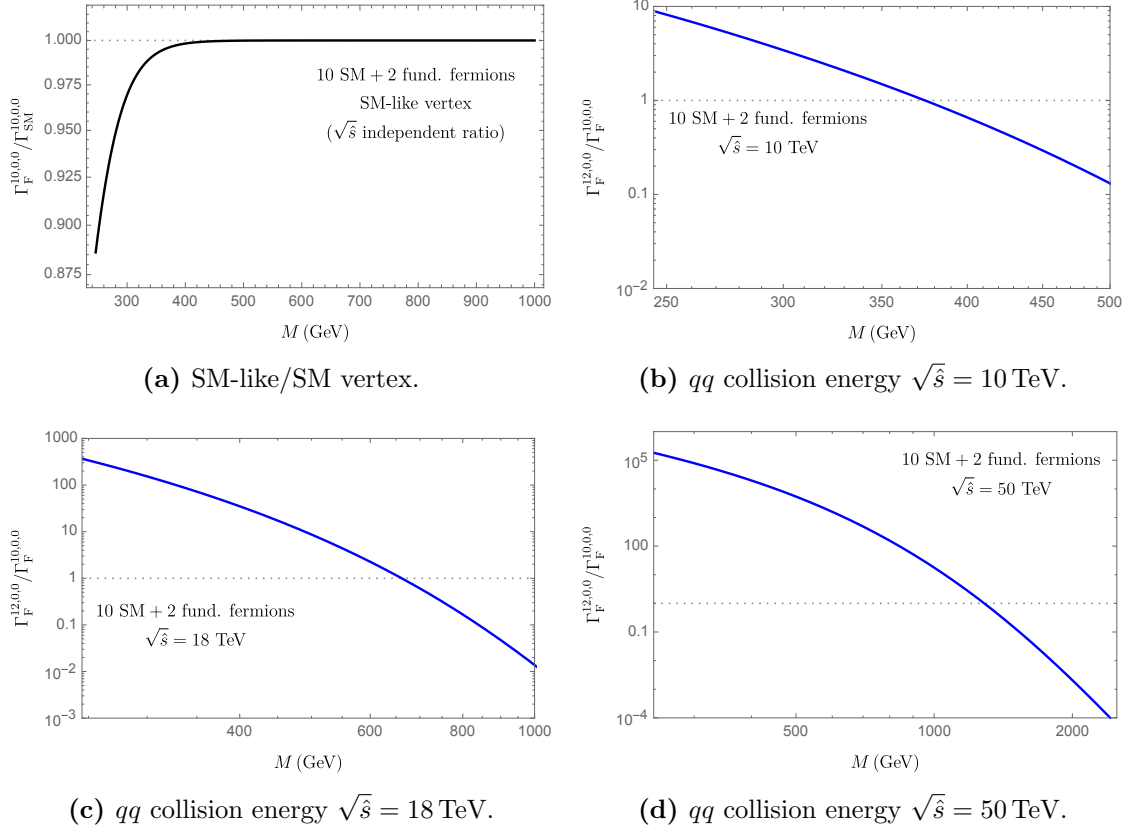 1.000
0.975
0.950
0.925
0.900
0.875
Γ_F^{10,0,0}/Γ_SM^{10,0,0}
10 SM + 2 fund. fermions
SM-like vertex
(√ŝ independent ratio)
300 400 500 600 700 800 900 1000
M (GeV)
(a) SM-like/SM vertex.
10
1
0.1
10^{-2}
Γ_F^{12,0,0}/Γ_F^{10,0,0}
10 SM + 2 fund. fermions
√ŝ = 10 TeV
250 300 350 400 450 500
M (GeV)
(b) qq collision energy √ŝ = 10 TeV.
1000
100
10
1
0.1
10^{-2}
10^{-3}
Γ_F^{12,0,0}/Γ_F^{10,0,0}
10 SM + 2 fund. fermions
√ŝ = 18 TeV
400 600 800 1000
M (GeV)
(c) qq collision energy √ŝ = 18 TeV.
10^5
100
0.1
10^{-4}
Γ_F^{12,0,0}/Γ_F^{10,0,0}
10 SM + 2 fund. fermions
√ŝ = 50 TeV
500 1000 2000
M (GeV)
(d) qq collision energy √ŝ = 50 TeV.